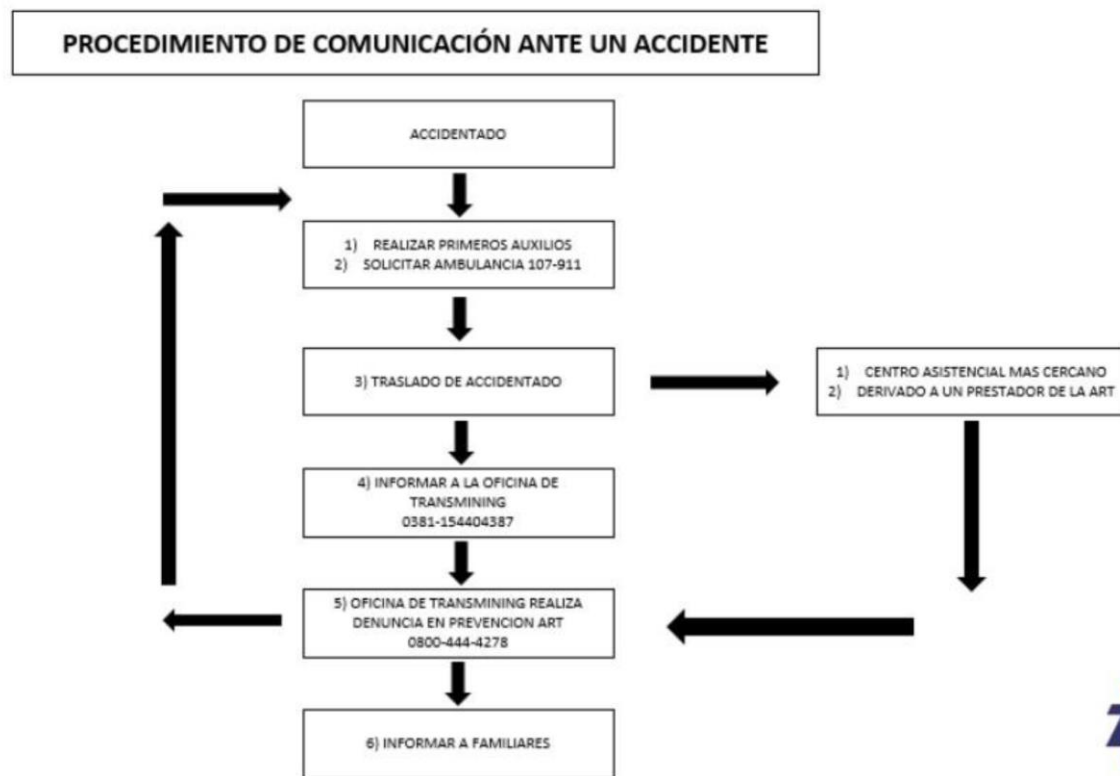 PROCEDIMIENTO DE COMUNICACIÓN ANTE UN ACCIDENTE
ACCIDENTADO
1) REALIZAR PRIMEROS AUXILIOS
2) SOLICITAR AMBULANCIA 107-911
3) TRASLADO DE ACCIDENTADO
1) CENTRO ASISTENCIAL MAS CERCANO
2) DERIVADO A UN PRESTADOR DE LA ART
4) INFORMAR A LA OFICINA DE
TRANSMINING
0381-154404387
5) OFICINA DE TRANSMINING REALIZA
DENUNCIA EN PREVENCION ART
0800-444-4278
6) INFORMAR A FAMILIARES